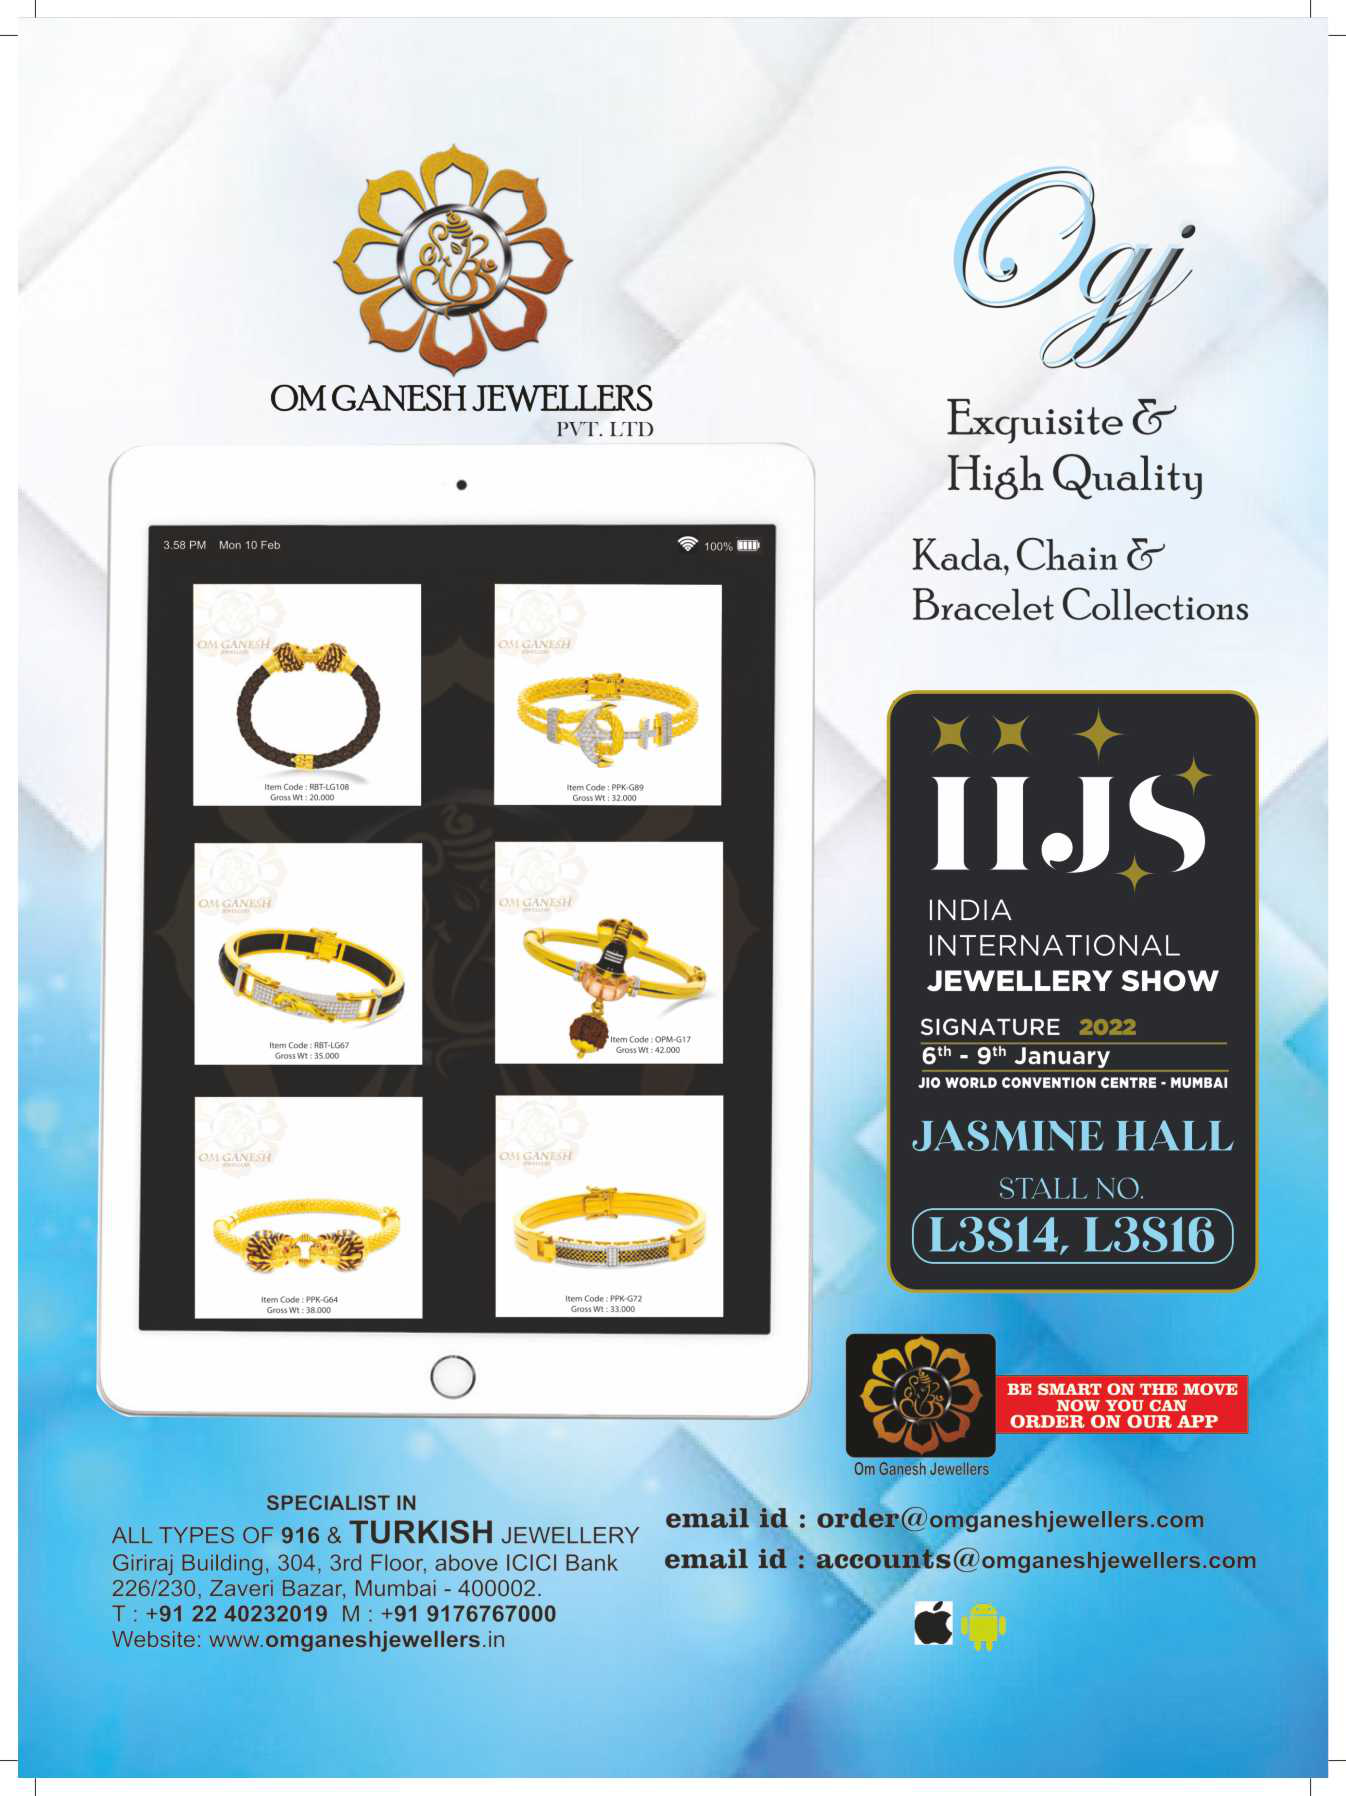 OM GANESH JEWELLERS
PVT. LTD
Ogj
Exquisite &
High Quality
Kada, Chain &
Bracelet Collections
3.58 PM Mon 10 Feb
100%
OM GANESH
JEWELLERS
Item Code : RBT-LG108
Gross Wt : 20.000
OM GANESH
JEWELLERS
Item Code : PPK-G89
Gross Wt : 32.000
OM GANESH
JEWELLERS
Item Code : RBT-LG67
Gross Wt : 35.000
OM GANESH
JEWELLERS
Item Code : OPM-G17
Gross Wt : 42.000
OM GANESH
JEWELLERS
Item Code : PPK-G64
Gross Wt : 38.000
OM GANESH
JEWELLERS
Item Code : PPK-G72
Gross Wt : 33.000
IIJS
INDIA
INTERNATIONAL
JEWELLERY SHOW
SIGNATURE 2022
6th - 9th January
JIO WORLD CONVENTION CENTRE - MUMBAI
JASMINE HALL
STALL NO.
L3S14, L3S16
BE SMART ON THE MOVE
NOW YOU CAN
ORDER ON OUR APP
Om Ganesh Jewellers
SPECIALIST IN
ALL TYPES OF 916 & TURKISH JEWELLERY
Giriraj Building, 304, 3rd Floor, above ICICI Bank
226/230, Zaveri Bazar, Mumbai - 400002.
T : +91 22 40232019 M : +91 9176767000
Website: www.omganeshjewellers.in
email id : order@omganeshjewellers.com
email id : accounts@omganeshjewellers.com